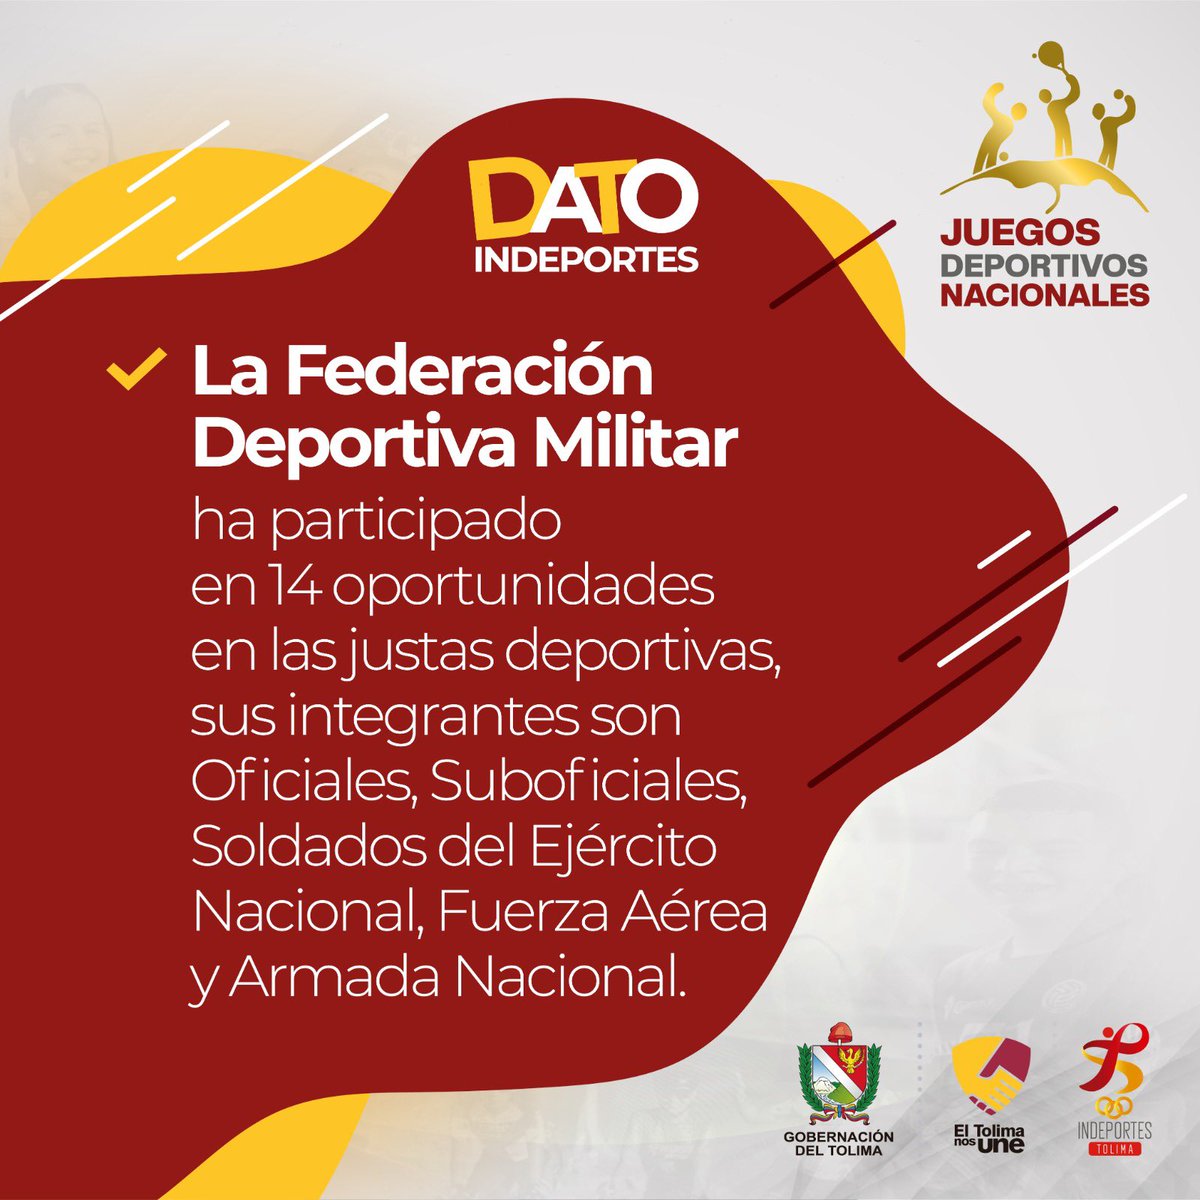 DATO
INDEPORTES
JUEGOS
DEPORTIVOS
NACIONALES
La Federación
Deportiva Militar
ha participado
en 14 oportunidades
en las justas deportivas,
sus integrantes son
Oficiales, Suboficiales,
Soldados del Ejército
Nacional, Fuerza Aérea
y Armada Nacional.
GOBERNACIÓN
DEL TOLIMA
El Tolima
nos une
INDEPORTES
TOLIMA